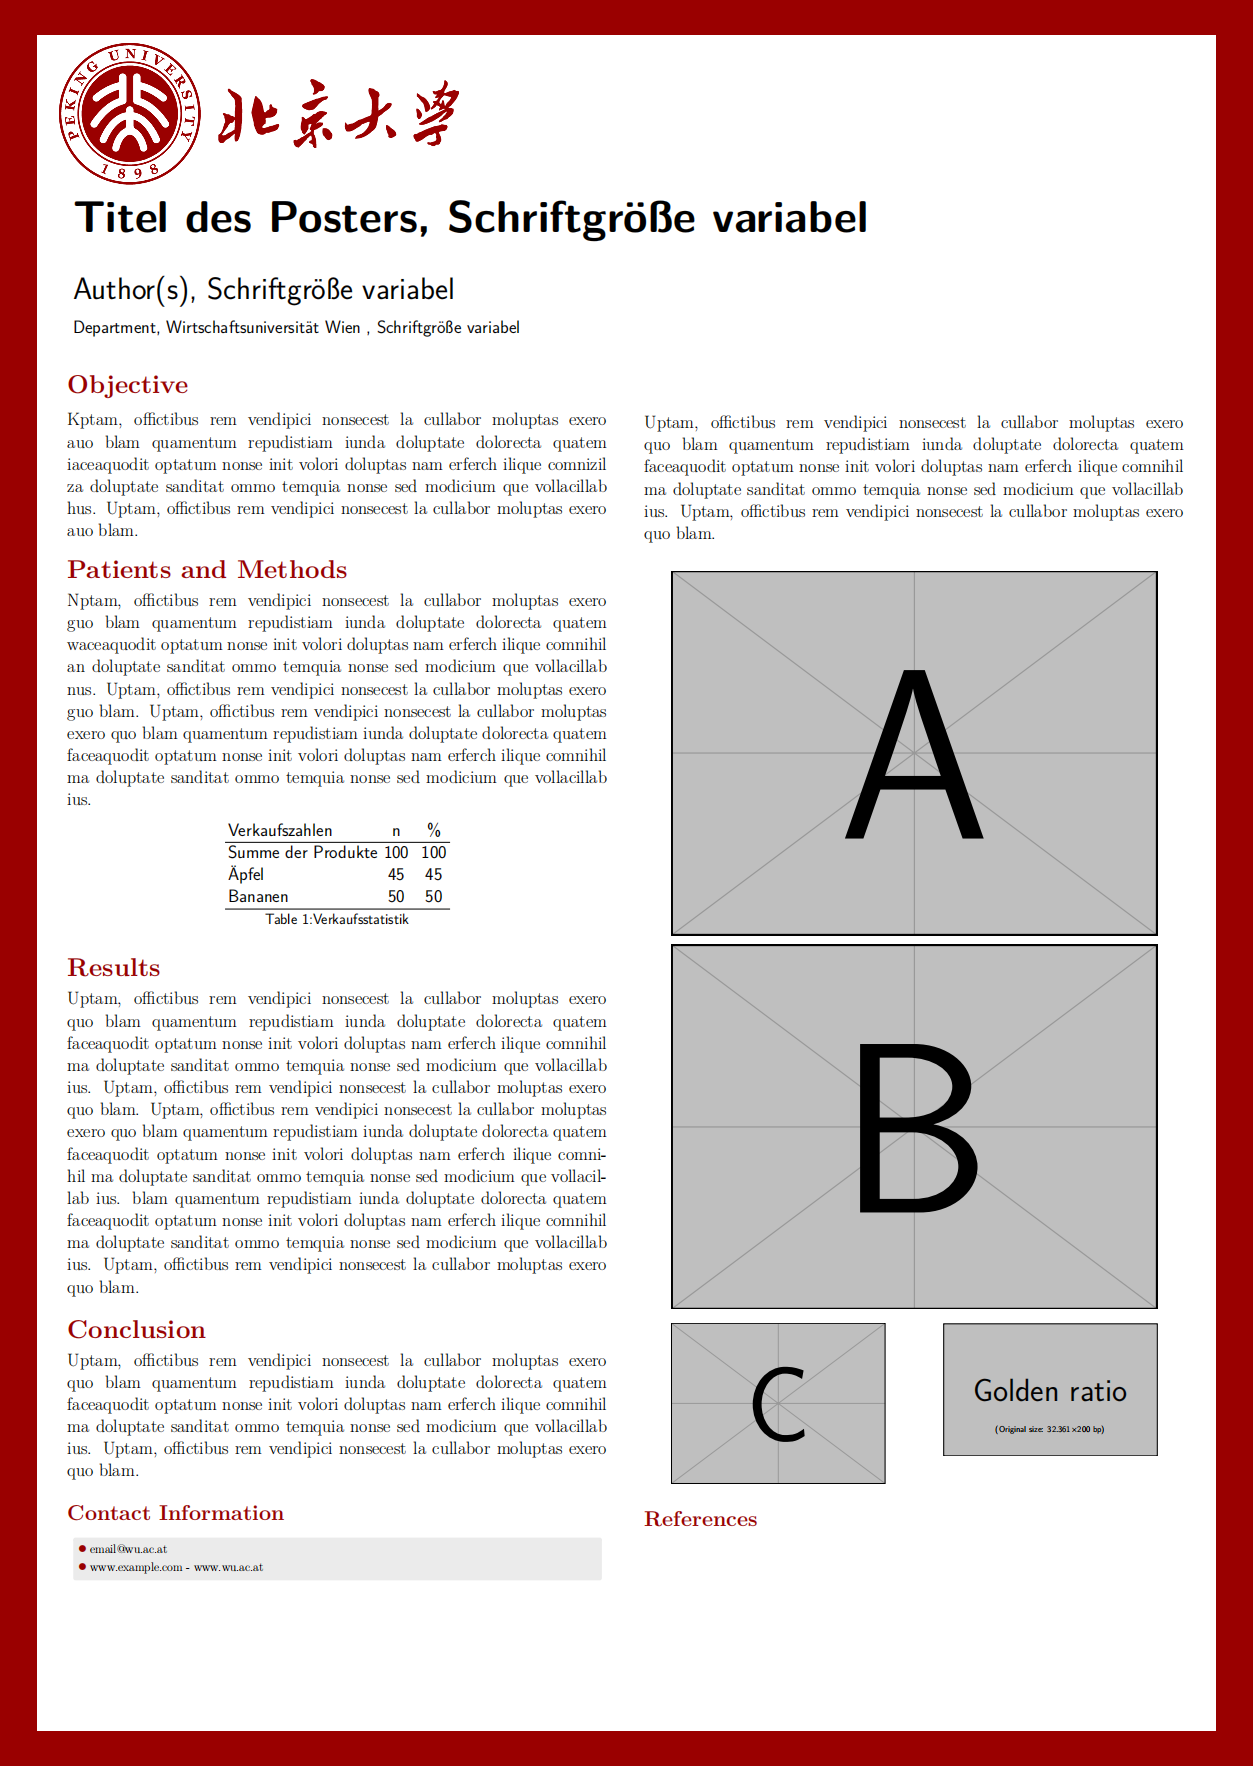 PEKING UNIVERSITY
1898
北京大学
Titel des Posters, Schriftgröße variabel
Author(s), Schriftgröße variabel
Department, Wirtschaftsuniversität Wien , Schriftgröße variabel
Objective
Kptam, offictibus rem vendipici nonsecest la cullabor moluptas exero
auo blam quamentum repudistiam iunda doluptate dolorecta quatem
iaceaquodit optatum nonse init volori doluptas nam erferch ilique comnizil
za doluptate sanditat ommo temquia nonse sed modicium que vollacillab
hus. Uptam, offictibus rem vendipici nonsecest la cullabor moluptas exero
auo blam.
Patients and Methods
Nptam, offictibus rem vendipici nonsecest la cullabor moluptas exero
guo blam quamentum repudistiam iunda doluptate dolorecta quatem
waceaquodit optatum nonse init volori doluptas nam erferch ilique comnihil
an doluptate sanditat ommo temquia nonse sed modicium que vollacillab
nus. Uptam, offictibus rem vendipici nonsecest la cullabor moluptas exero
guo blam. Uptam, offictibus rem vendipici nonsecest la cullabor moluptas
exero quo blam quamentum repudistiam iunda doluptate dolorecta quatem
faceaquodit optatum nonse init volori doluptas nam erferch ilique comnihil
ma doluptate sanditat ommo temquia nonse sed modicium que vollacillab
ius.
Verkaufszahlen n %
Summe der Produkte 100 100
Äpfel 45 45
Bananen 50 50
Table 1:Verkaufsstatistik
Results
Uptam, offictibus rem vendipici nonsecest la cullabor moluptas exero
quo blam quamentum repudistiam iunda doluptate dolorecta quatem
faceaquodit optatum nonse init volori doluptas nam erferch ilique comnihil
ma doluptate sanditat ommo temquia nonse sed modicium que vollacillab
ius. Uptam, offictibus rem vendipici nonsecest la cullabor moluptas exero
quo blam. Uptam, offictibus rem vendipici nonsecest la cullabor moluptas
exero quo blam quamentum repudistiam iunda doluptate dolorecta quatem
faceaquodit optatum nonse init volori doluptas nam erferch ilique comni-
hil ma doluptate sanditat ommo temquia nonse sed modicium que vollacil-
lab ius. blam quamentum repudistiam iunda doluptate dolorecta quatem
faceaquodit optatum nonse init volori doluptas nam erferch ilique comnihil
ma doluptate sanditat ommo temquia nonse sed modicium que vollacillab
ius. Uptam, offictibus rem vendipici nonsecest la cullabor moluptas exero
quo blam.
Conclusion
Uptam, offictibus rem vendipici nonsecest la cullabor moluptas exero
quo blam quamentum repudistiam iunda doluptate dolorecta quatem
faceaquodit optatum nonse init volori doluptas nam erferch ilique comnihil
ma doluptate sanditat ommo temquia nonse sed modicium que vollacillab
ius. Uptam, offictibus rem vendipici nonsecest la cullabor moluptas exero
quo blam.
Contact Information
● email@wu.ac.at
● www.example.com - www.wu.ac.at
Uptam, offictibus rem vendipici nonsecest la cullabor moluptas exero
quo blam quamentum repudistiam iunda doluptate dolorecta quatem
faceaquodit optatum nonse init volori doluptas nam erferch ilique comnihil
ma doluptate sanditat ommo temquia nonse sed modicium que vollacillab
ius. Uptam, offictibus rem vendipici nonsecest la cullabor moluptas exero
quo blam.
A
B
C
Golden ratio
(Original size: 32.361×200 bp)
References